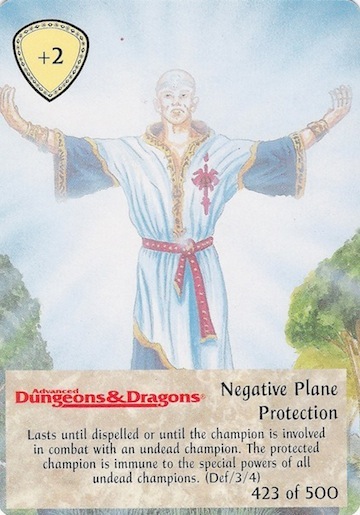 +2
Advanced
Dungeons&Dragons®
Negative Plane
Protection
Lasts until dispelled or until the champion is involved
in combat with an undead champion. The protected
champion is immune to the special powers of all
undead champions. (Def/3/4)
423 of 500